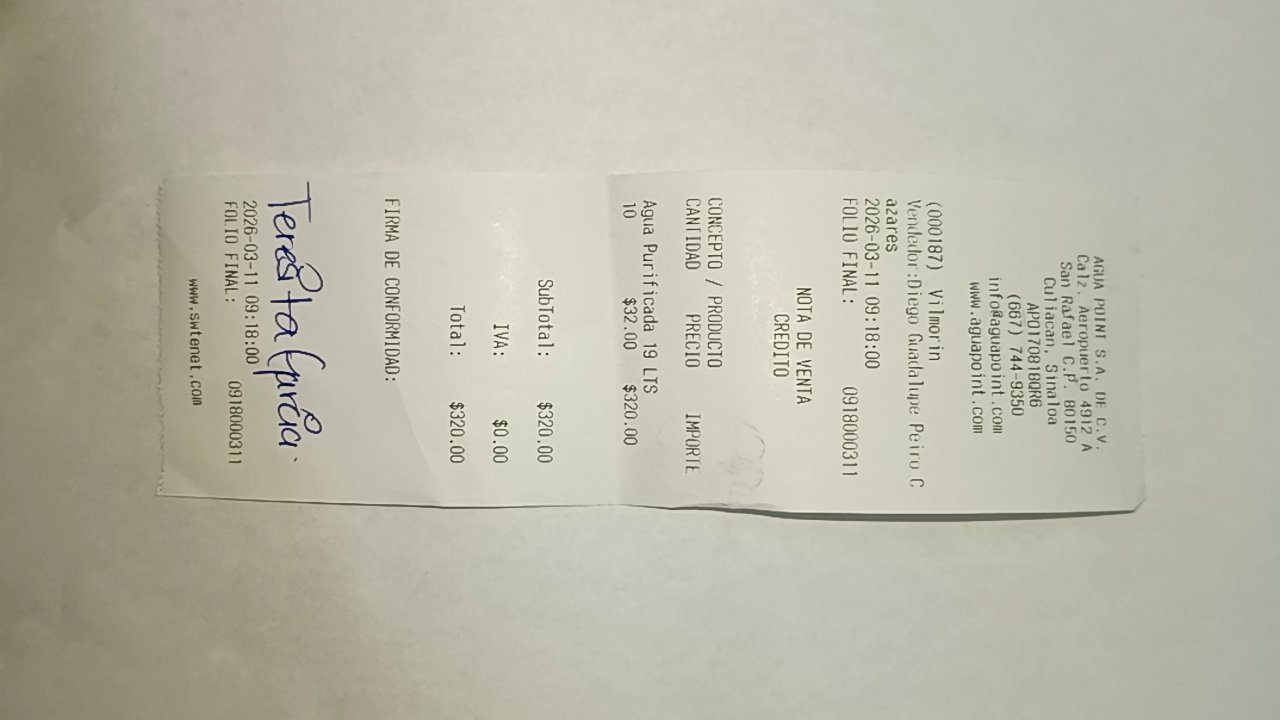 AGUA POINT S.A. DE C.V.
Calz. Aeropuerto 4912 A
San Rafael C.P. 80150
Culiacan, Sinaloa
APO170818QR6
(667) 744-9350
info@aguapoint.com
www.aguapoint.com
(000187) Vilmorin
Vendedor:Diego Guadalupe Peiro C
azares
2026-03-11 09:18:00
FOLIO FINAL: 0918000311
NOTA DE VENTA
CREDITO
CONCEPTO / PRODUCTO
CANTIDAD PRECIO IMPORTE
Agua Purificada 19 LTS
10 $32.00 $320.00
SubTotal: $320.00
IVA: $0.00
Total: $320.00
FIRMA DE CONFORMIDAD:
Teresita García.
2026-03-11 09:18:00
FOLIO FINAL: 0918000311
www.swtenet.com